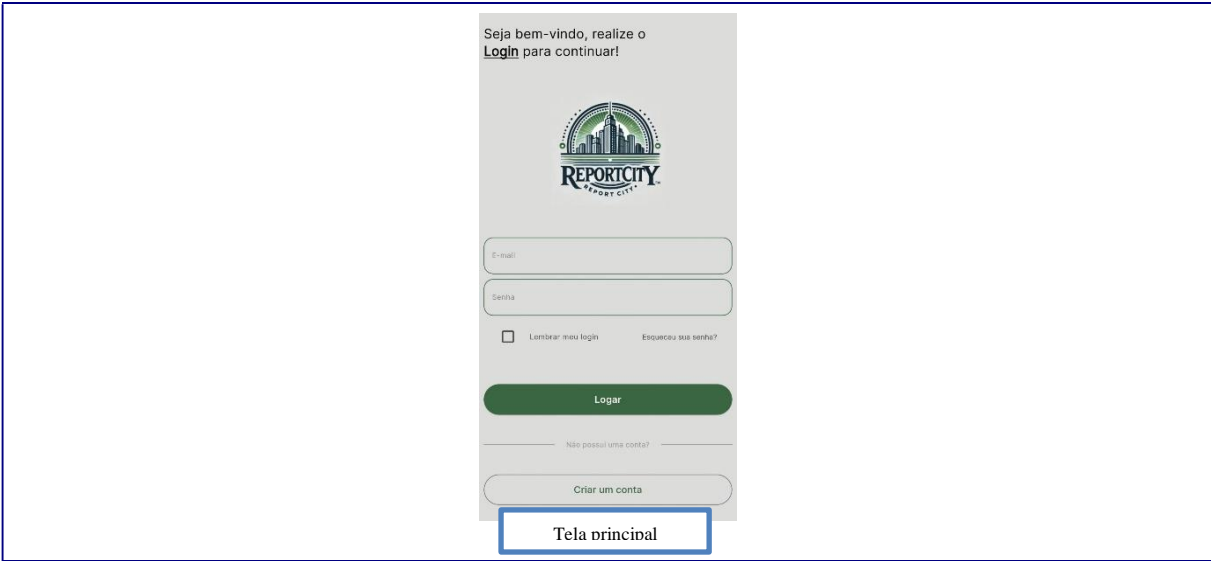 Seja bem-vindo, realize o
Login para continuar!
REPORTCITY
REPORT CITY
E-mail
Senha
Lembrar meu login
Esqueceu sua senha?
Logar
Não possui uma conta?
Criar um conta
Tela principal